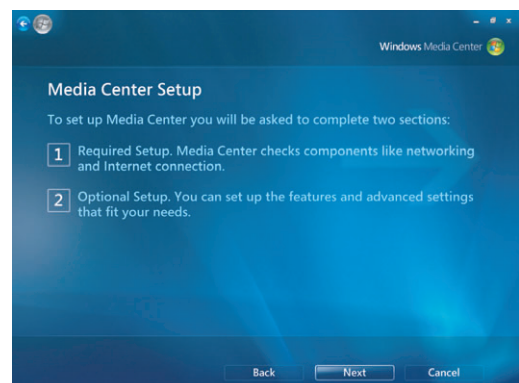 Windows Media Center
Media Center Setup
To set up Media Center you will be asked to complete two sections:
1 Required Setup. Media Center checks components like networking
and Internet connection.
2 Optional Setup. You can set up the features and advanced settings
that fit your needs.
Back Next Cancel